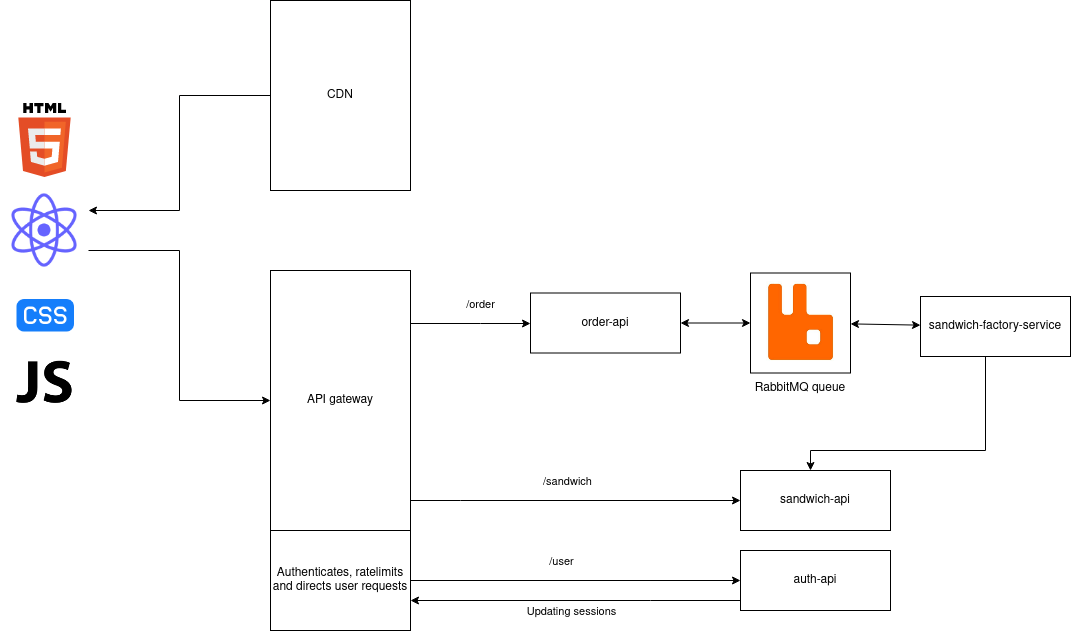 CDN
HTML
5
CSS
JS
API gateway
/order
order-api
RabbitMQ queue
sandwich-factory-service
/sandwich
sandwich-api
Authenticates, ratelimits
and directs user requests
/user
auth-api
Updating sessions